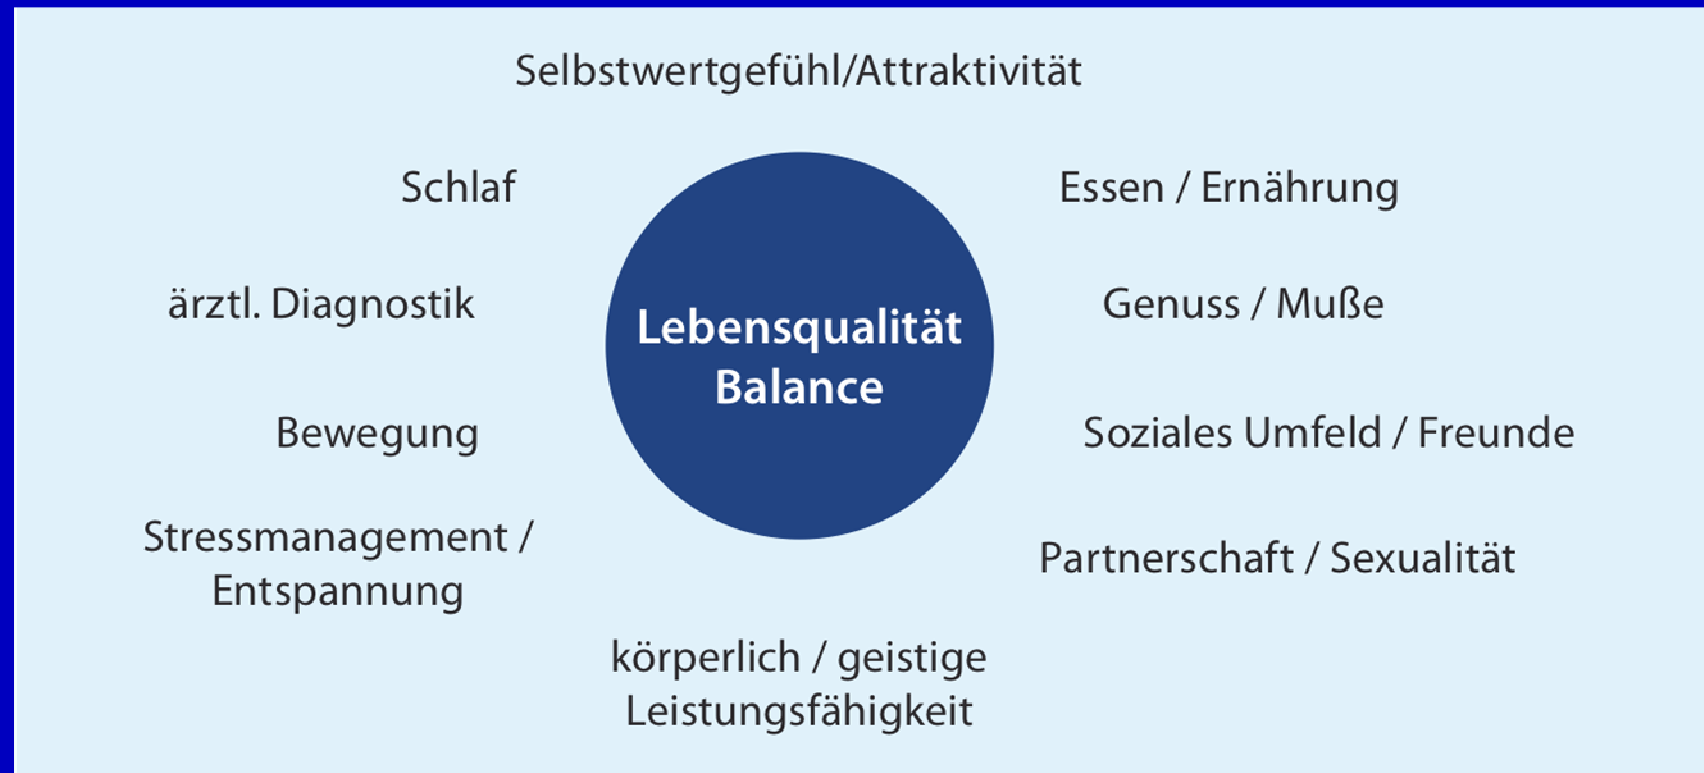 Selbstwertgefühl/Attraktivität
Schlaf
Essen / Ernährung
ärztl. Diagnostik
Genuss / Muße
Lebensqualität
Balance
Bewegung
Soziales Umfeld / Freunde
Stressmanagement /
Entspannung
Partnerschaft / Sexualität
körperlich / geistige
Leistungsfähigkeit